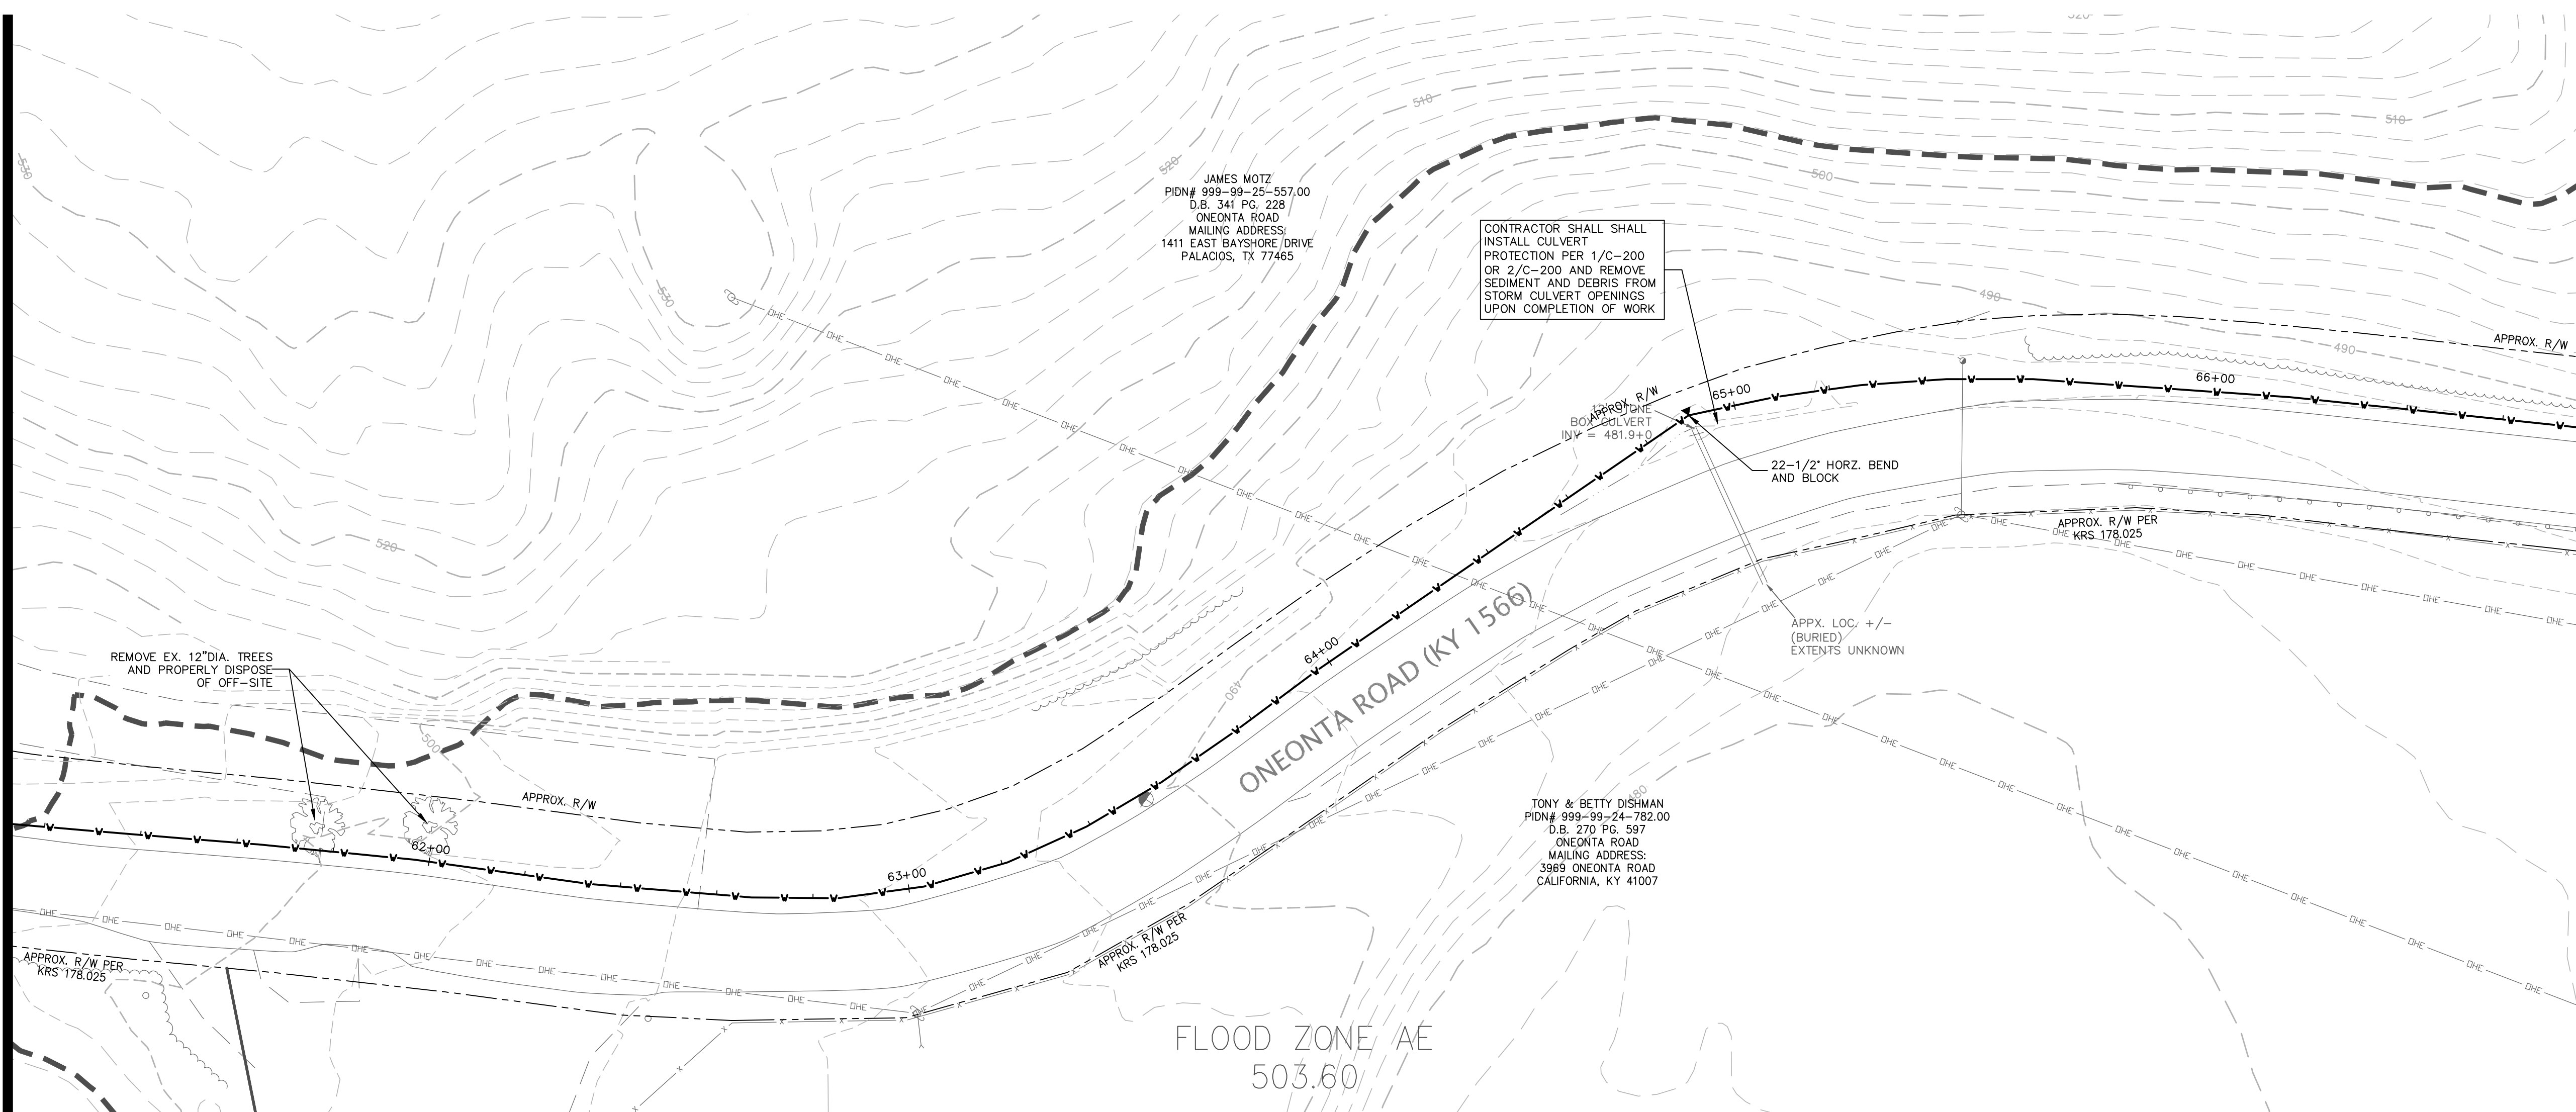 520
510
510
530
520
500
JAMES MOTZ
PIDN# 999-99-25-557.00
D.B. 341 PG. 228
ONEONTA ROAD
MAILING ADDRESS:
1411 EAST BAYSHORE DRIVE
PALACIOS, TX 77465
CONTRACTOR SHALL SHALL
INSTALL CULVERT
PROTECTION PER 1/C-200
OR 2/C-200 AND REMOVE
SEDIMENT AND DEBRIS FROM
STORM CULVERT OPENINGS
UPON COMPLETION OF WORK
530
490
490
APPROX. R/W
66+00
65+00
APPROX. R/W
STONE
BOX CULVERT
INV = 481.9+0
22-1/2° HORZ. BEND
AND BLOCK
APPROX. R/W PER
KRS 178.025
520
OHE
APPX. LOC. +/-
(BURIED)
EXTENTS UNKNOWN
ONEONTA ROAD (KY 1566)
64+00
490
REMOVE EX. 12"DIA. TREES
AND PROPERLY DISPOSE
OF OFF-SITE
500
APPROX. R/W
62+00
63+00
480
TONY & BETTY DISHMAN
PIDN# 999-99-24-782.00
D.B. 270 PG. 597
ONEONTA ROAD
MAILING ADDRESS:
3969 ONEONTA ROAD
CALIFORNIA, KY 41007
APPROX. R/W PER
KRS 178.025
APPROX. R/W PER
KRS 178.025
FLOOD ZONE AE
503.60